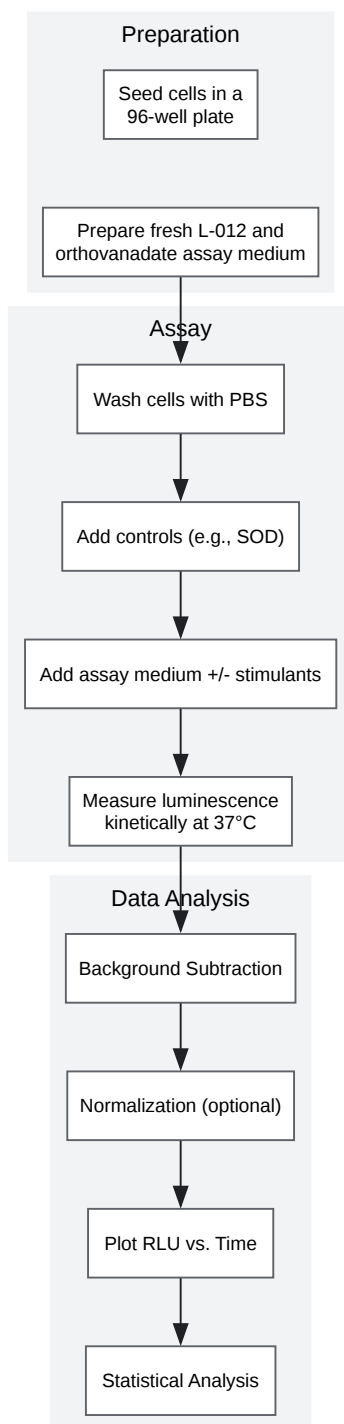 Preparation
Seed cells in a
96-well plate
Prepare fresh L-012 and
orthovanadate assay medium
Assay
Wash cells with PBS
Add controls (e.g., SOD)
Add assay medium +/- stimulants
Measure luminescence
kinetically at 37°C
Data Analysis
Background Subtraction
Normalization (optional)
Plot RLU vs. Time
Statistical Analysis